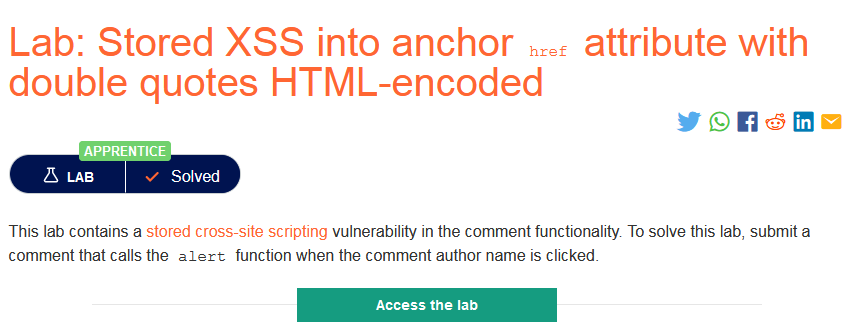 Lab: Stored XSS into anchor href attribute with
double quotes HTML-encoded
APPRENTICE
LAB Solved
This lab contains a stored cross-site scripting vulnerability in the comment functionality. To solve this lab, submit a
comment that calls the alert function when the comment author name is clicked.
Access the lab